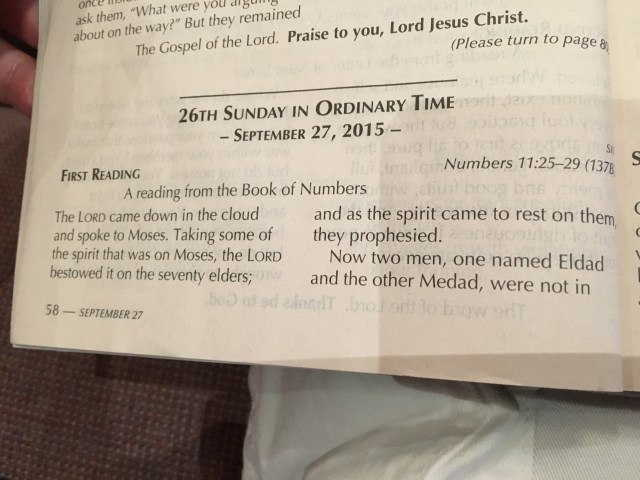 ask them, "What were you arguing
about on the way?" But they remained
The Gospel of the Lord. Praise to you, Lord Jesus Christ.
(Please turn to page
26TH SUNDAY IN ORDINARY TIME
– SEPTEMBER 27, 2015 –
Numbers 11:25–29 (137B
FIRST READING
A reading from the Book of Numbers
The LORD came down in the cloud
and spoke to Moses. Taking some of
the spirit that was on Moses, the LORD
bestowed it on the seventy elders;
and as the spirit came to rest on them,
they prophesied.
Now two men, one named Eldad
and the other Medad, were not in
58 — SEPTEMBER 27